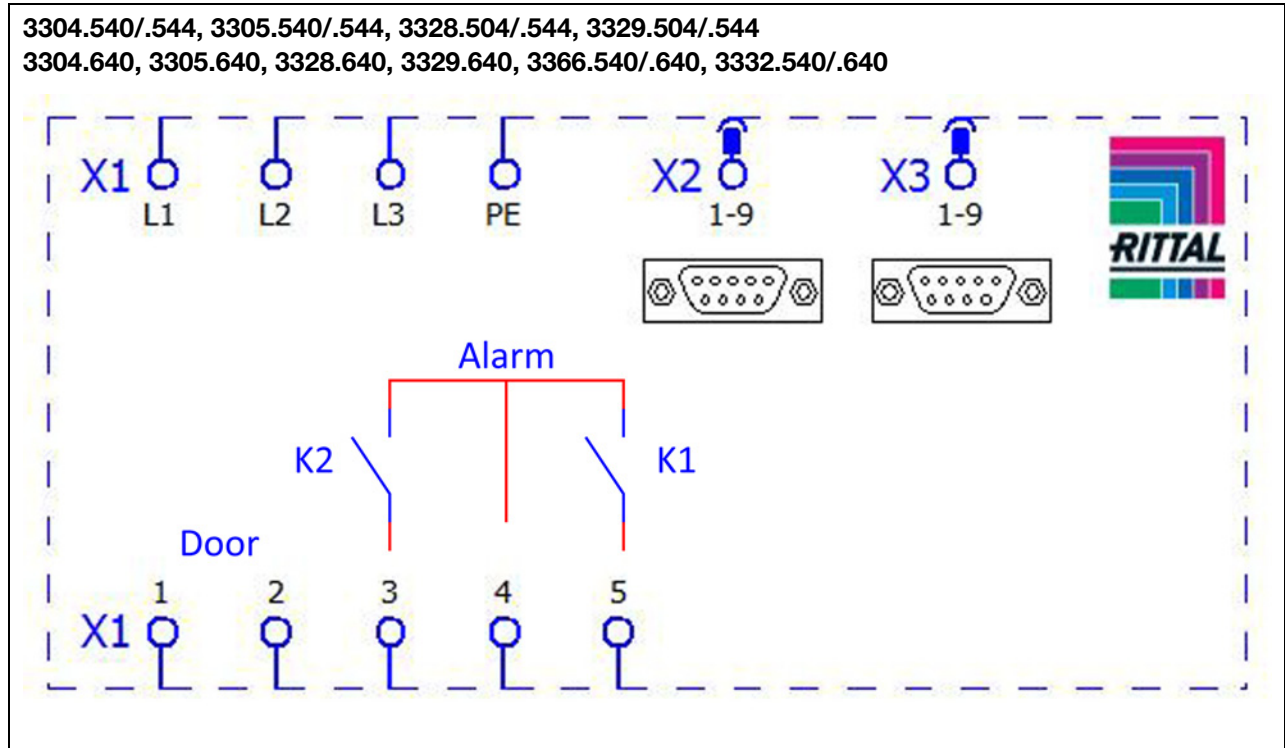 3304.540/.544, 3305.540/.544, 3328.504/.544, 3329.504/.544
3304.640, 3305.640, 3328.640, 3329.640, 3366.540/.640, 3332.540/.640
X1 X2 X3
L1 L2 L3 PE 1-9 1-9
RITTAL
Alarm
K2 K1
Door
1 2 3 4 5
X1